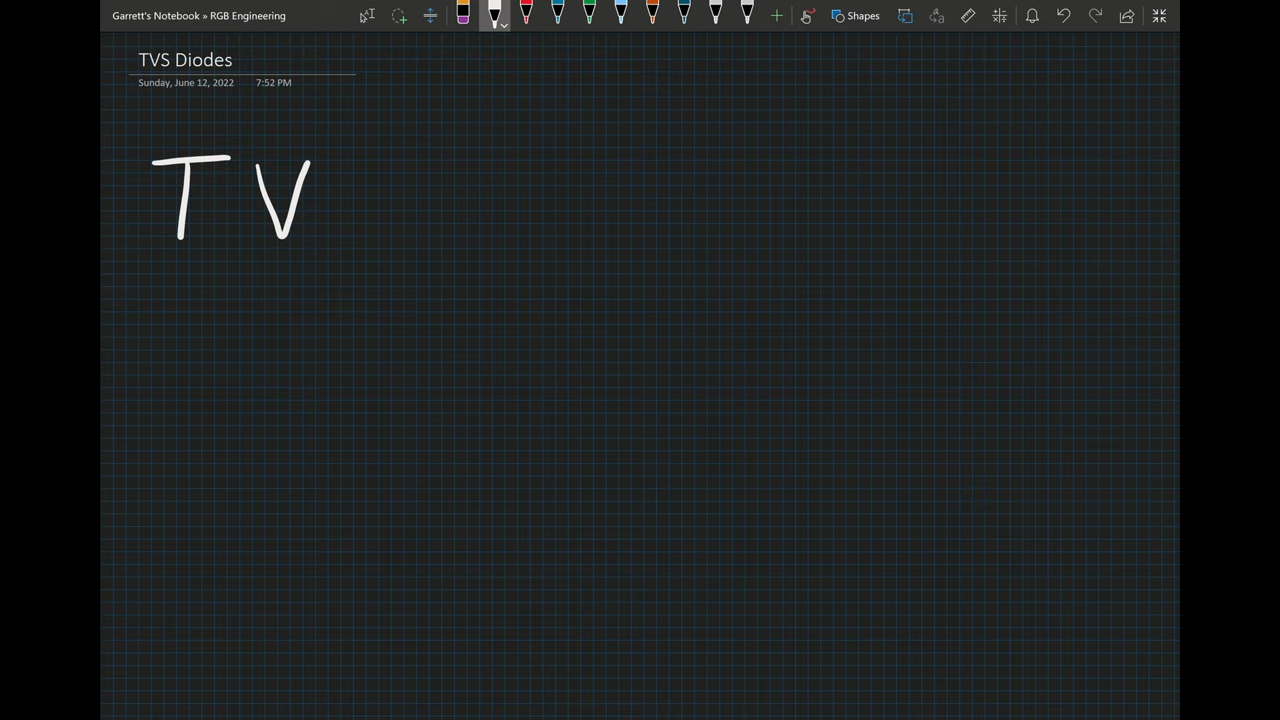 Garrett's Notebook » RGB Engineering
Shapes
TVS Diodes
Sunday, June 12, 2022 7:52 PM
T V